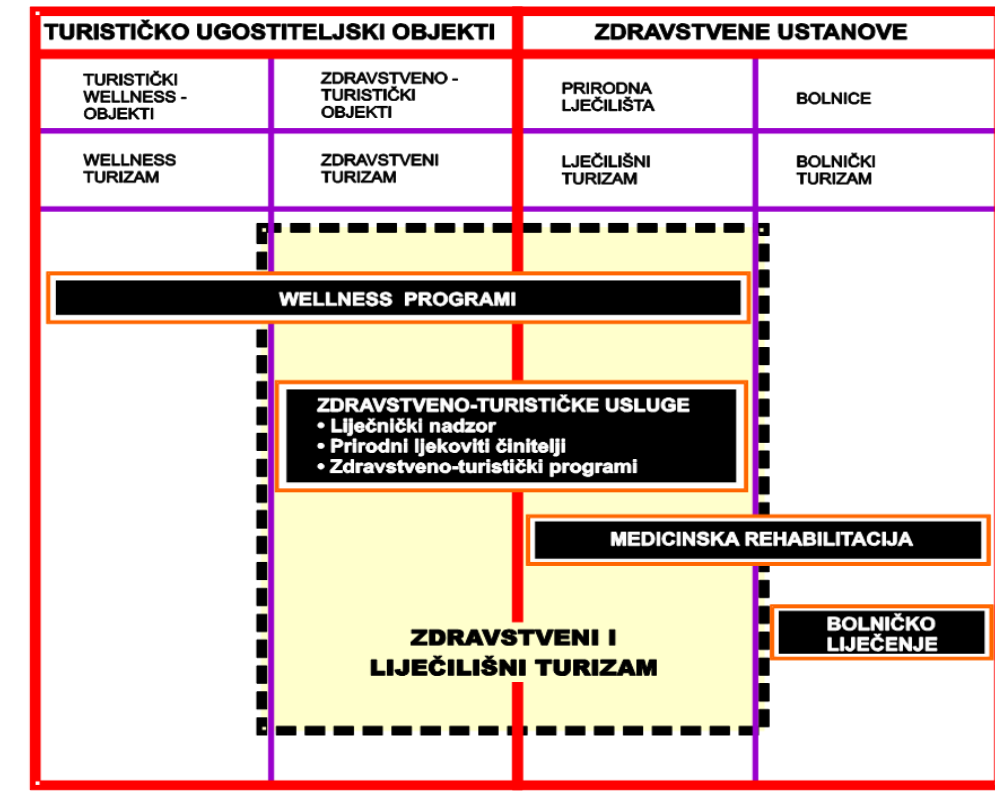 TURISTIČKO UGOSTITELJSKI OBJEKTI
ZDRAVSTVENE USTANOVE
TURISTIČKI
WELLNESS -
OBJEKTI
ZDRAVSTVENO -
TURISTIČKI
OBJEKTI
PRIRODNA
LJEČILIŠTA
BOLNICE
WELLNESS
TURIZAM
ZDRAVSTVENI
TURIZAM
LJEČILIŠNI
TURIZAM
BOLNIČKI
TURIZAM
WELLNESS PROGRAMI
ZDRAVSTVENO-TURISTIČKE USLUGE
• Liječnički nadzor
• Prirodni ljekoviti činitelji
• Zdravstveno-turistički programi
MEDICINSKA REHABILITACIJA
BOLNIČKO
LIJEČENJE
ZDRAVSTVENI I
LIJEČILIŠNI TURIZAM